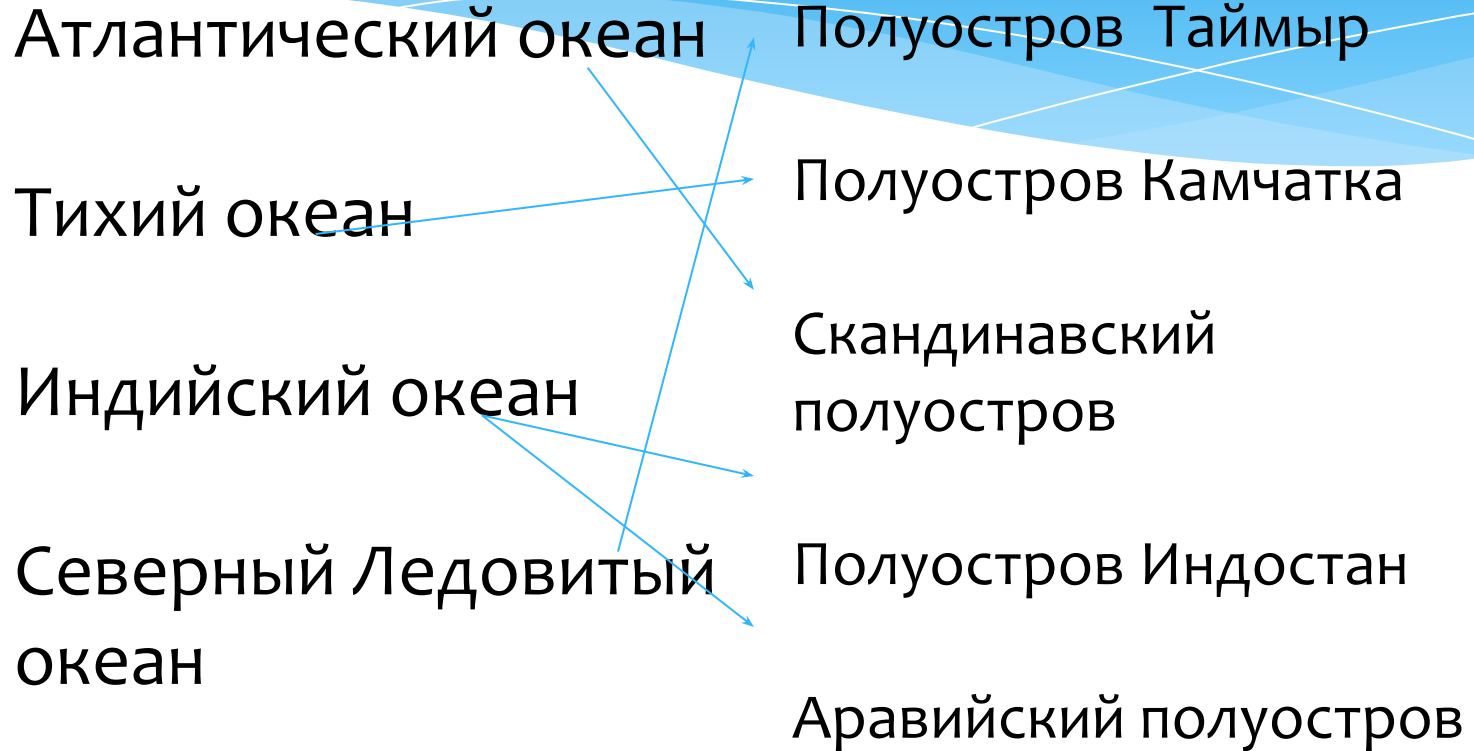 Атлантический океан
Тихий океан
Индийский океан
Северный Ледовитый
океан
Полуостров Таймыр
Полуостров Камчатка
Скандинавский
полуостров
Полуостров Индостан
Аравийский полуостров